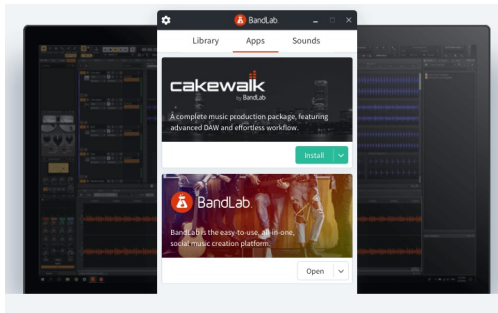 BandLab
Library Apps Sounds
cakewalk
by BandLab
A complete music production package, featuring
advanced DAW and effortless workflow.
Install
BandLab
BandLab is the easy-to-use, all-in-one,
social music creation platform.
Open